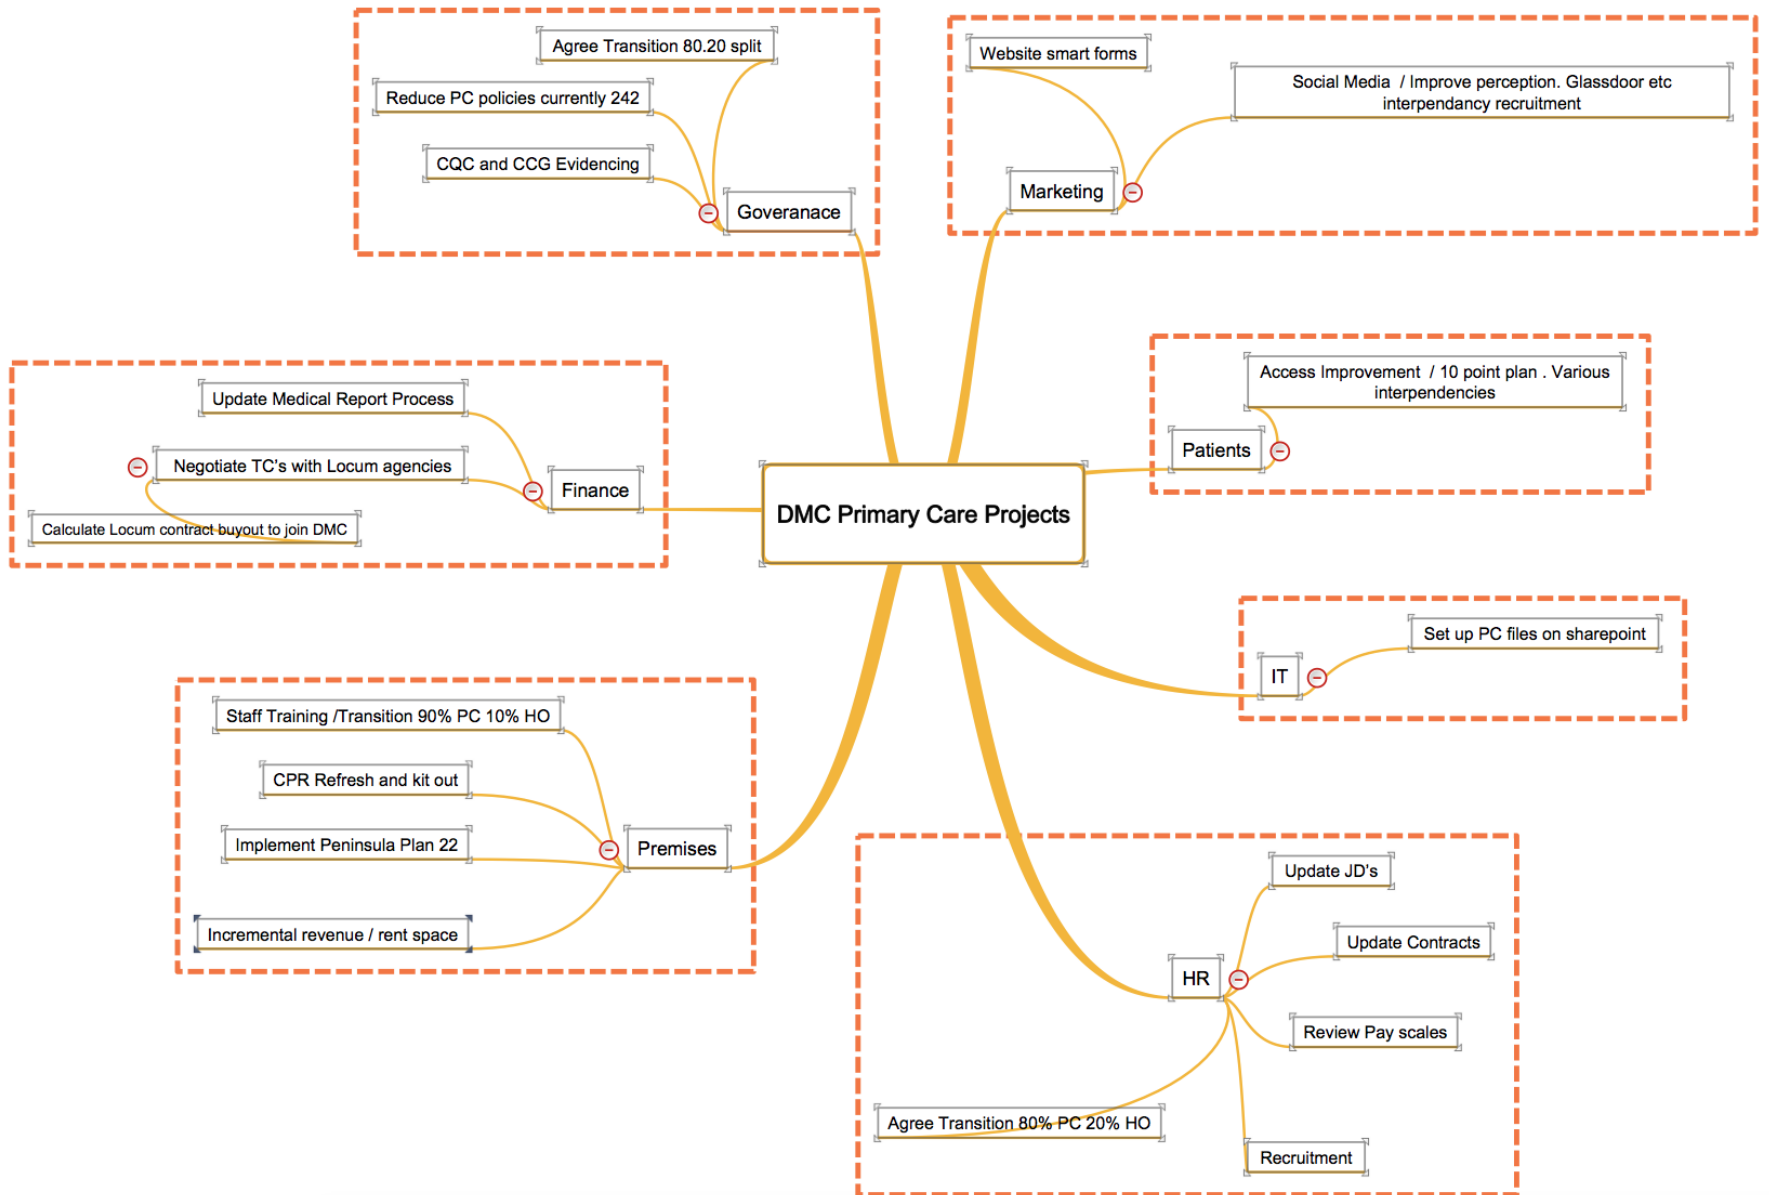 Agree Transition 80.20 split
Reduce PC policies currently 242
CQC and CCG Evidencing
Goveranace
Website smart forms
Social Media  / Improve perception. Glassdoor etc
interpendancy recruitment
Marketing
Update Medical Report Process
Negotiate TC's with Locum agencies
Finance
Calculate Locum contract buyout to join DMC
Access Improvement  / 10 point plan . Various
interpendencies
Patients
DMC Primary Care Projects
Set up PC files on sharepoint
IT
Staff Training /Transition 90% PC 10% HO
CPR Refresh and kit out
Implement Peninsula Plan 22
Premises
Incremental revenue / rent space
Update JD's
Update Contracts
HR
Review Pay scales
Agree Transition 80% PC 20% HO
Recruitment